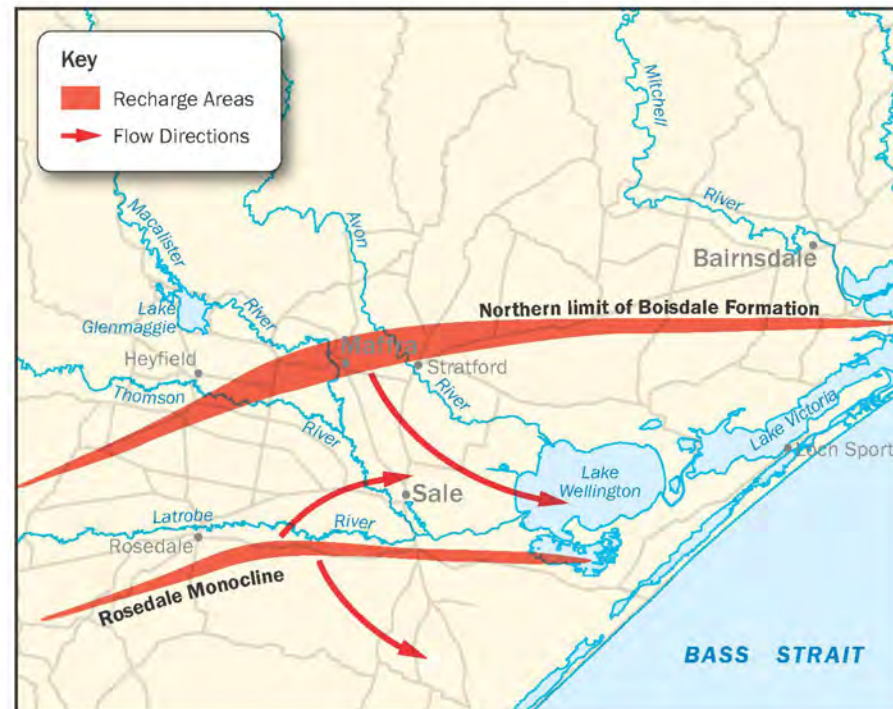 Key
Recharge Areas
Flow Directions
Mitchell
River
Bairnsdale
Macalister
River
Avon
River
Lake
Glenmaggie
Northern limit of Boisdale Formation
Maffra
Heyfield
Stratford
Thomson
River
Lake Victoria
Loch Sport
Lake
Wellington
Sale
Latrobe
River
Rosedale
Rosedale Monocline
BASS STRAIT